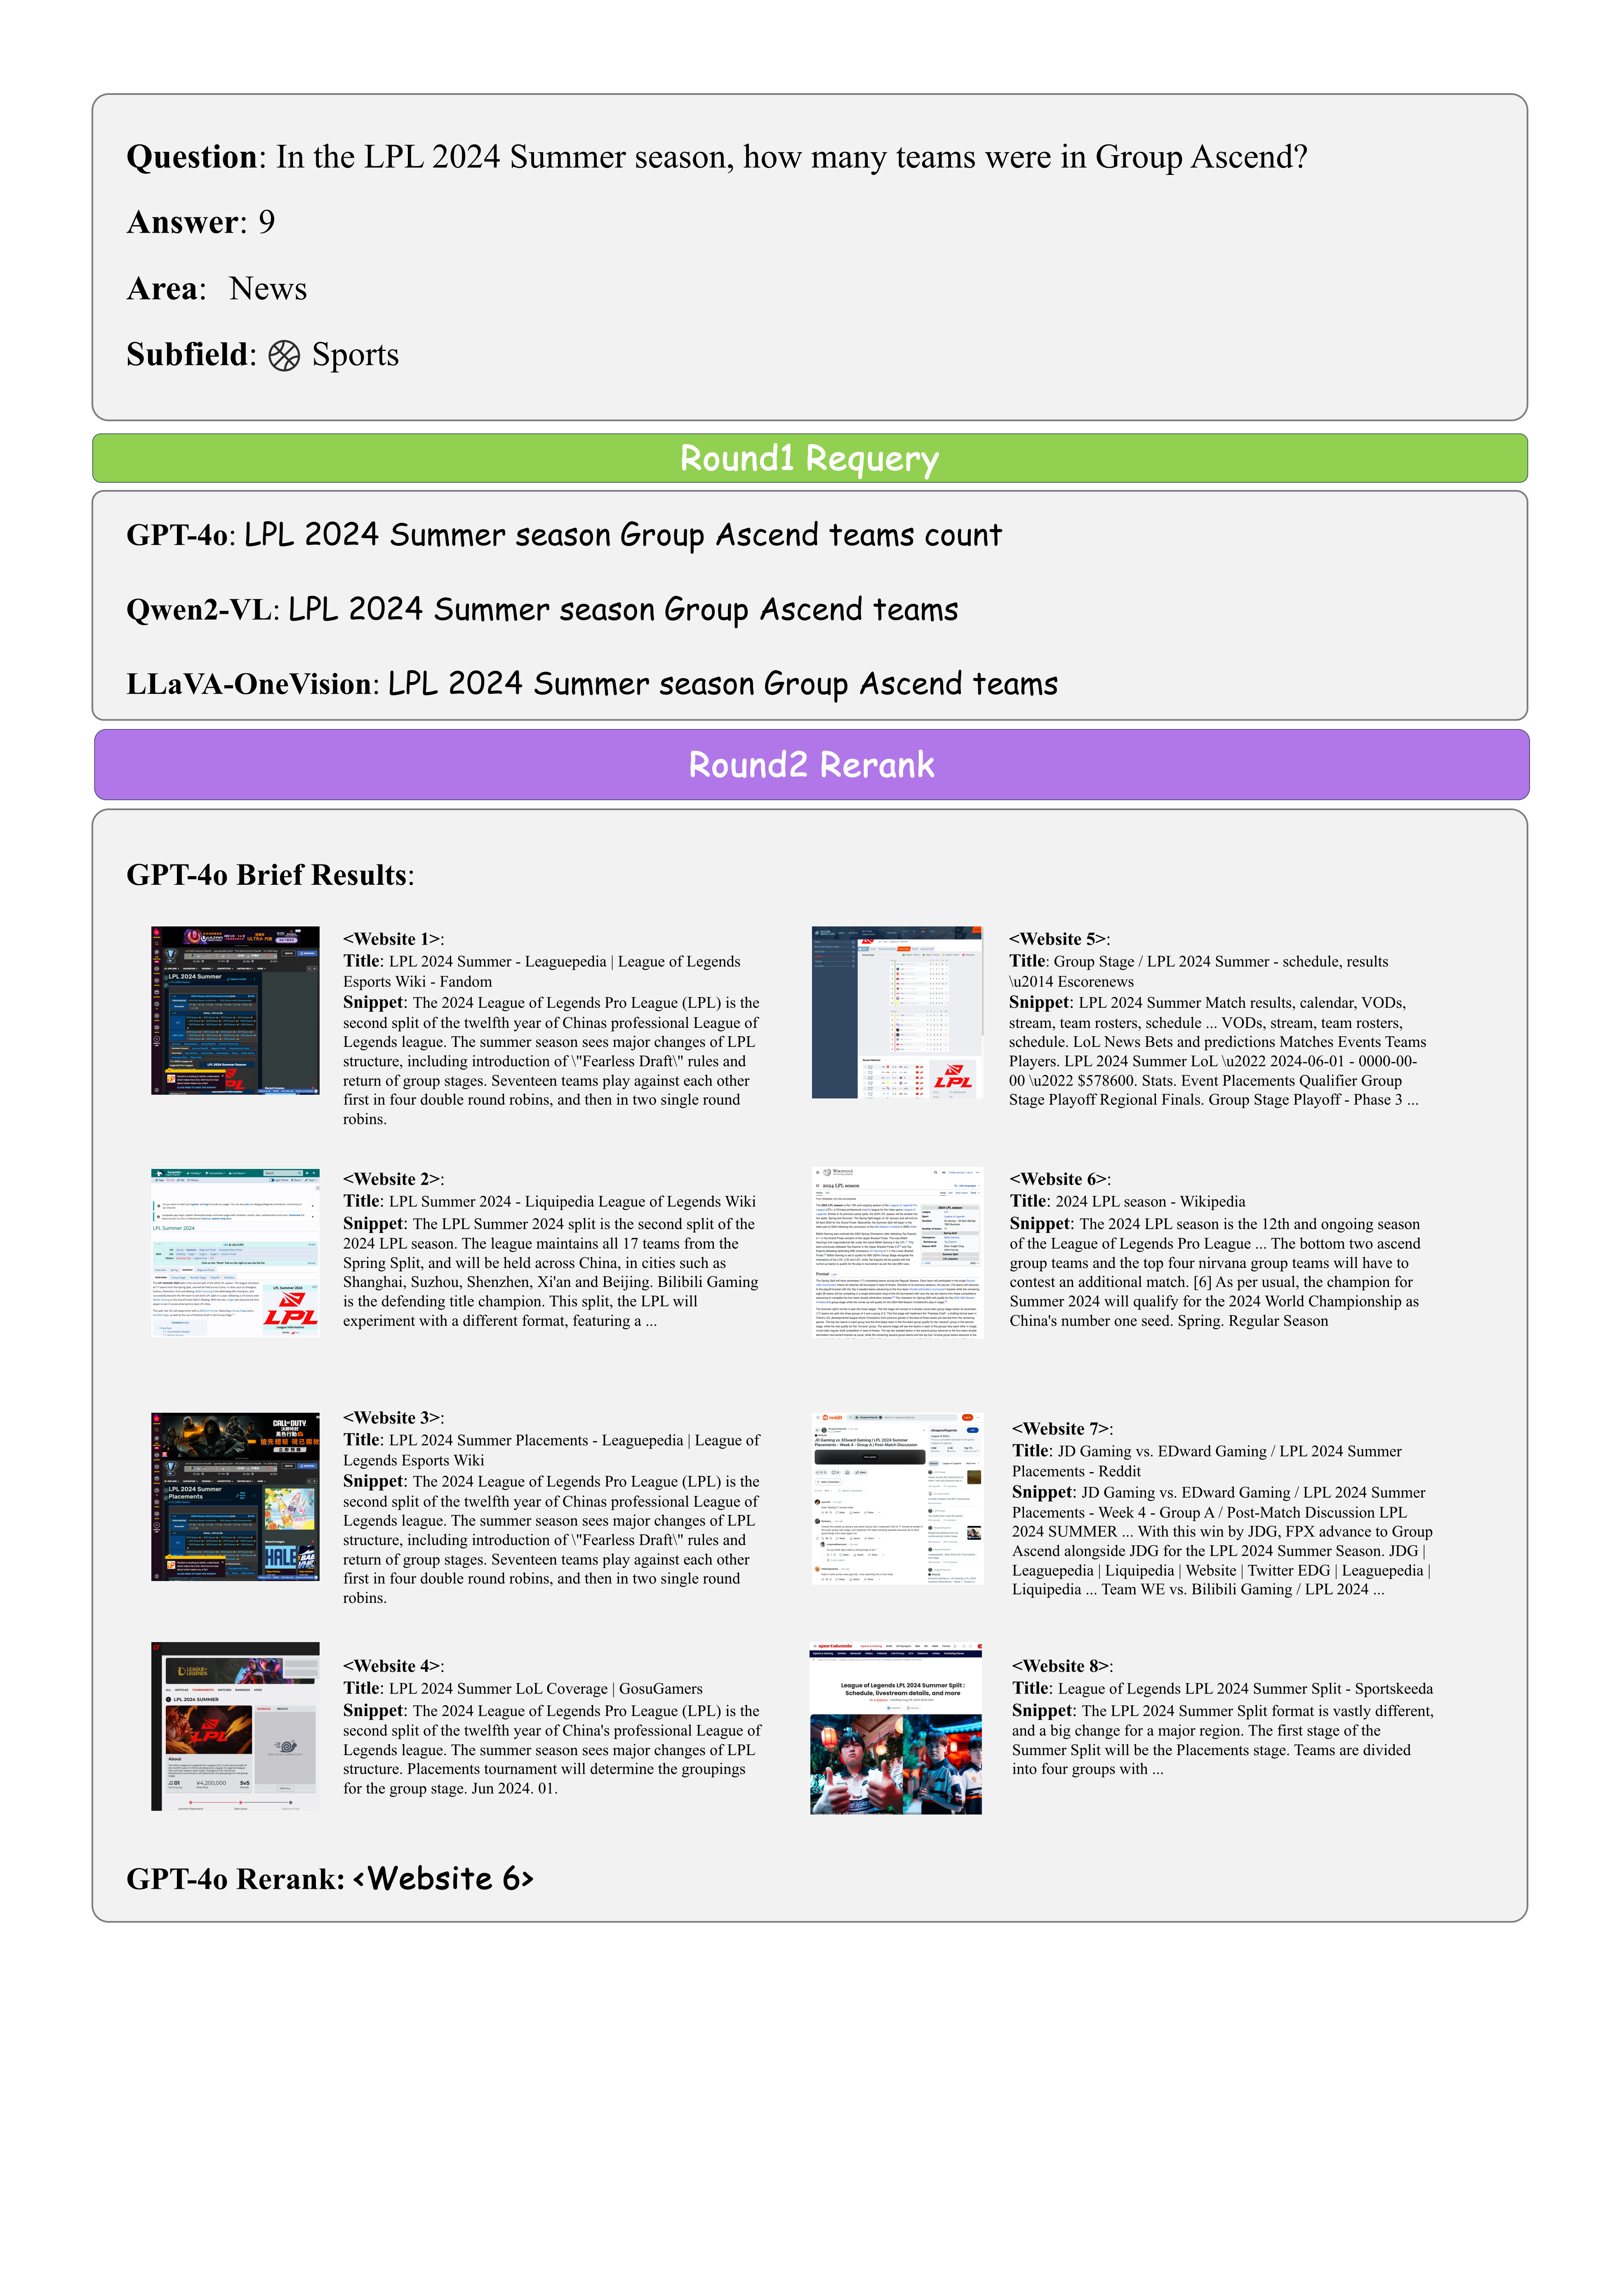 Question: In the LPL 2024 Summer season, how many teams were in Group Ascend?
Answer: 9
Area: News
Subfield: Sports
Round1 Requery
GPT-4o: LPL 2024 Summer season Group Ascend teams count
Qwen2-VL: LPL 2024 Summer season Group Ascend teams
LLaVA-OneVision: LPL 2024 Summer season Group Ascend teams
Round2 Rerank
GPT-4o Brief Results:
<Website 1>:
Title: LPL 2024 Summer - Leaguepedia | League of Legends
Esports Wiki - Fandom
Snippet: The 2024 League of Legends Pro League (LPL) is the
second split of the twelfth year of Chinas professional League of
Legends league. The summer season sees major changes of LPL
structure, including introduction of \"Fearless Draft\" rules and
return of group stages. Seventeen teams play against each other
first in four double round robins, and then in two single round
robins.
<Website 2>:
Title: LPL Summer 2024 - Liquipedia League of Legends Wiki
Snippet: The LPL Summer 2024 split is the second split of the
2024 LPL season. The league maintains all 17 teams from the
Spring Split, and will be held across China, in cities such as
Shanghai, Suzhou, Shenzhen, Xi'an and Beijing. Bilibili Gaming
is the defending title champion. This split, the LPL will
experiment with a different format, featuring a ...
<Website 3>:
Title: LPL 2024 Summer Placements - Leaguepedia | League of
Legends Esports Wiki
Snippet: The 2024 League of Legends Pro League (LPL) is the
second split of the twelfth year of Chinas professional League of
Legends league. The summer season sees major changes of LPL
structure, including introduction of \"Fearless Draft\" rules and
return of group stages. Seventeen teams play against each other
first in four double round robins, and then in two single round
robins.
<Website 4>:
Title: LPL 2024 Summer LoL Coverage | GosuGamers
Snippet: The 2024 League of Legends Pro League (LPL) is the
second split of the twelfth year of China's professional League of
Legends league. The summer season sees major changes of LPL
structure. Placements tournament will determine the groupings
for the group stage. Jun 2024. 01.
<Website 5>:
Title: Group Stage / LPL 2024 Summer - schedule, results
\u2014 Escorenews
Snippet: LPL 2024 Summer Match results, calendar, VODs,
stream, team rosters, schedule ... VODs, stream, team rosters,
schedule. LoL News Bets and predictions Matches Events Teams
Players. LPL 2024 Summer LoL \u2022 2024-06-01 - 0000-00-
00 \u2022 $578600. Stats. Event Placements Qualifier Group
Stage Playoff Regional Finals. Group Stage Playoff - Phase 3 ...
<Website 6>:
Title: 2024 LPL season - Wikipedia
Snippet: The 2024 LPL season is the 12th and ongoing season
of the League of Legends Pro League ... The bottom two ascend
group teams and the top four nirvana group teams will have to
contest an additional match. [6] As per usual, the champion for
Summer 2024 will qualify for the 2024 World Championship as
China's number one seed. Spring. Regular Season
<Website 7>:
Title: JD Gaming vs. EDward Gaming / LPL 2024 Summer
Placements - Reddit
Snippet: JD Gaming vs. EDward Gaming / LPL 2024 Summer
Placements - Week 4 - Group A / Post-Match Discussion LPL
2024 SUMMER ... With this win by JDG, FPX advance to Group
Ascend alongside JDG for the LPL 2024 Summer Season. JDG |
Leaguepedia | Liquipedia | Website | Twitter EDG | Leaguepedia |
Liquipedia ... Team WE vs. Bilibili Gaming / LPL 2024 ...
<Website 8>:
Title: League of Legends LPL 2024 Summer Split - Sportskeeda
Snippet: The LPL 2024 Summer Split format is vastly different,
and a big change for a major region. The first stage of the
Summer Split will be the Placements stage. Teams are divided
into four groups with ...
GPT-4o Rerank: <Website 6>